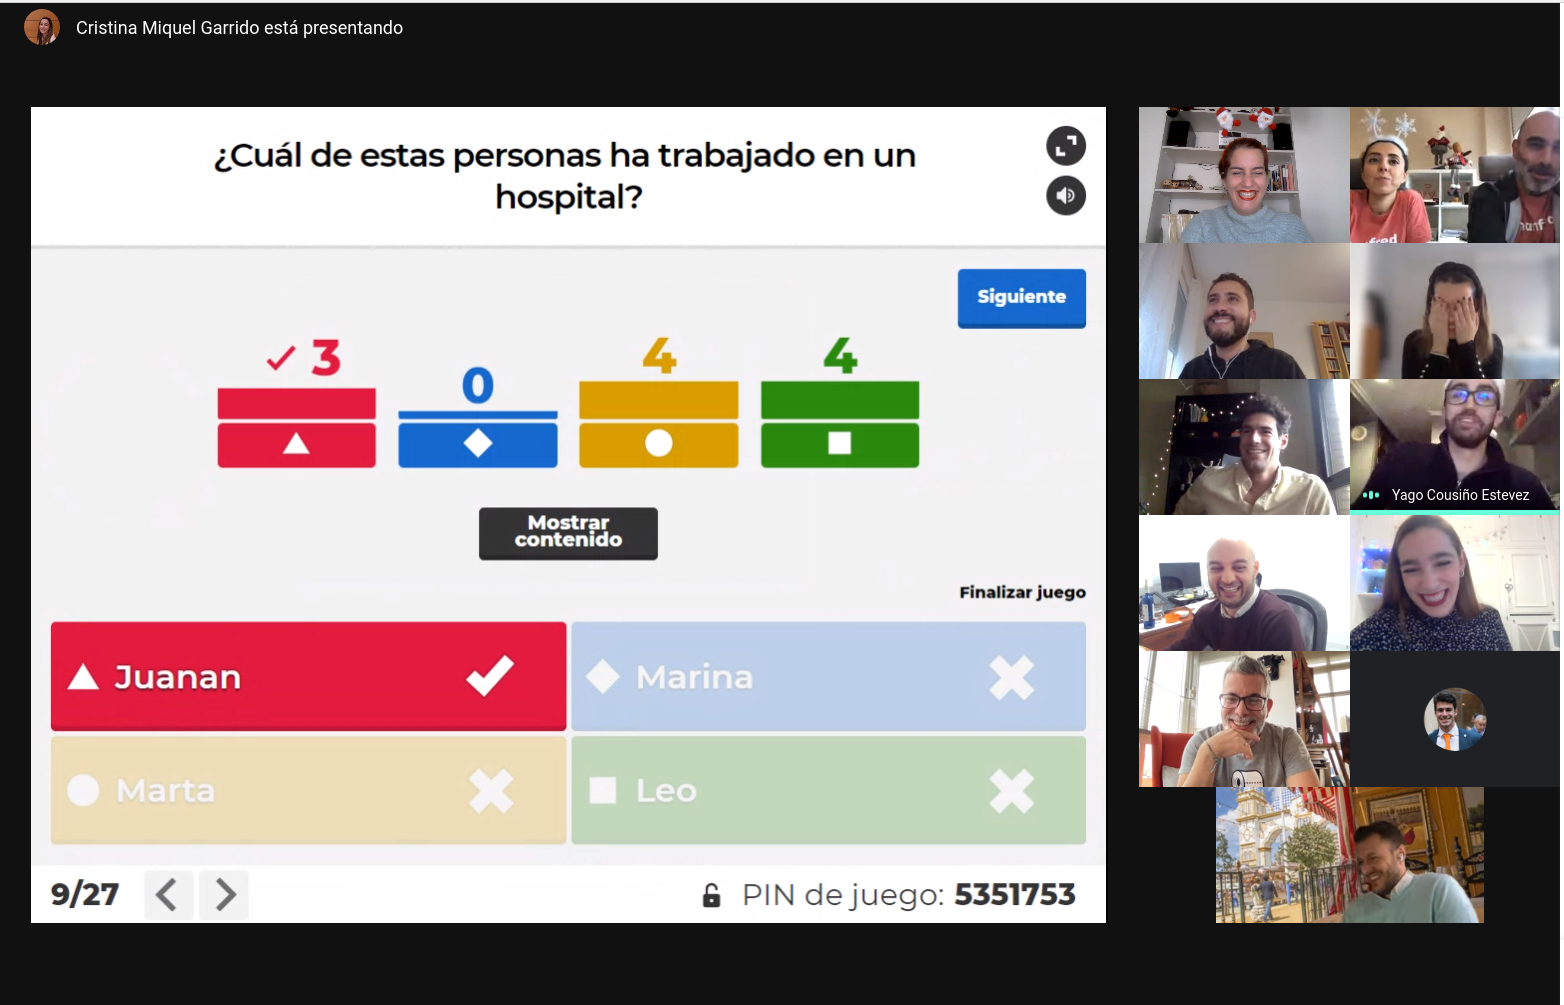 Cristina Miquel Garrido está presentando
¿Cuál de estas personas ha trabajado en un
hospital?
Siguiente
3
0
4
4
Mostrar
contenido
Finalizar juego
Juanan
Marina
Marta
Leo
9/27
PIN de juego: 5351753
Yago Cousiño Estevez